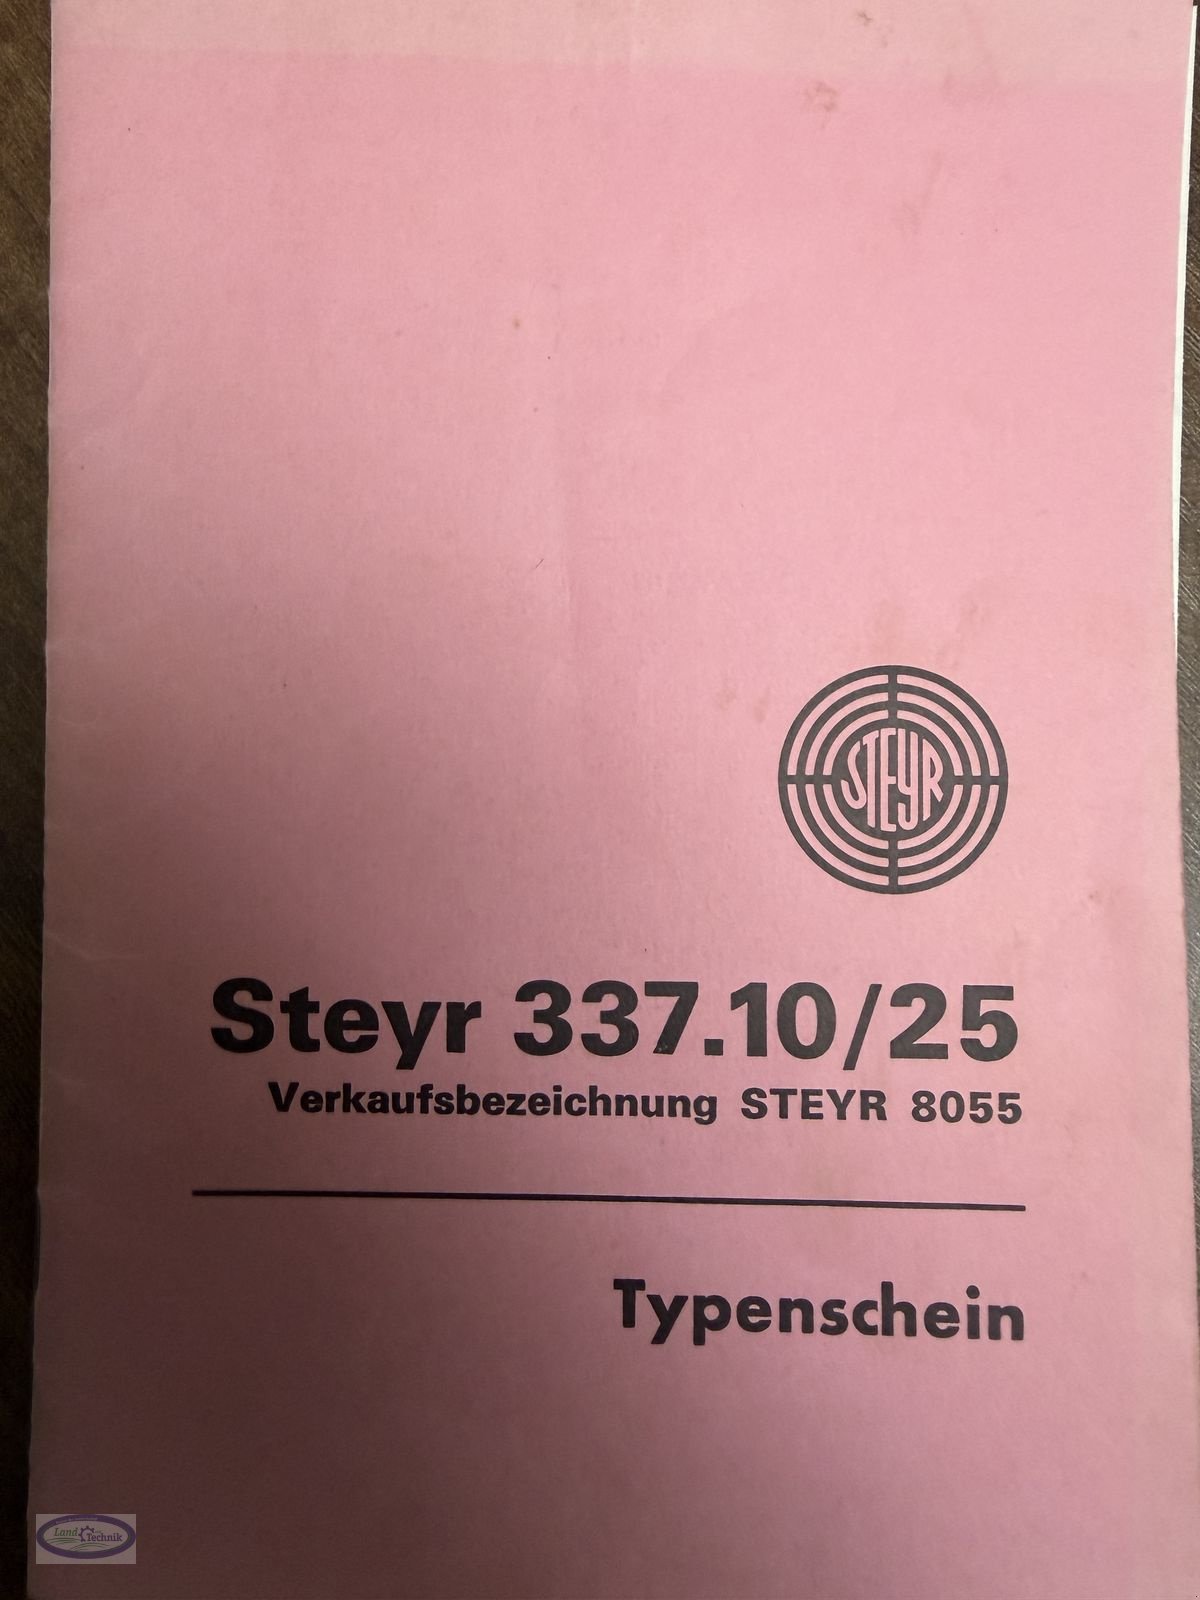 STEYR
Steyr 337.10/25
Verkaufsbezeichnung STEYR 8055
Typenschein
Land
Technik